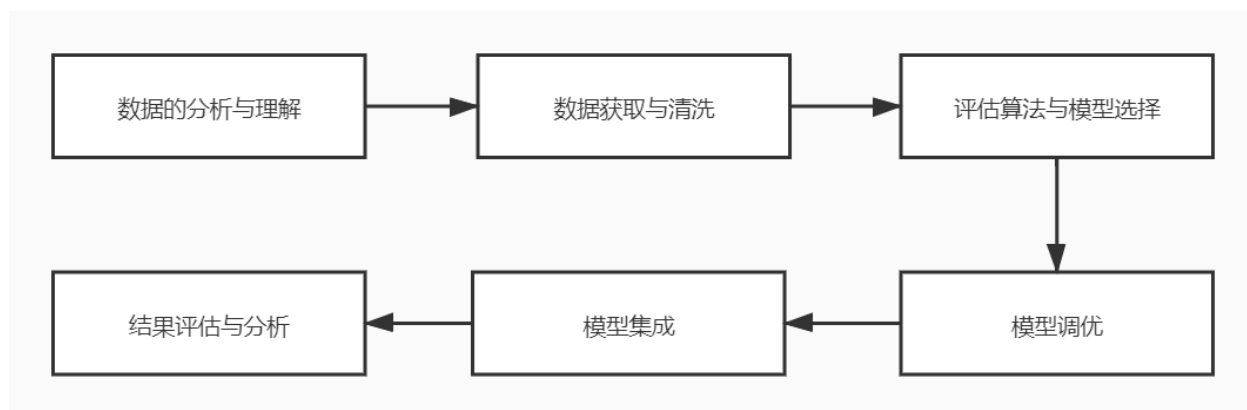 数据的分析与理解
数据获取与清洗
评估算法与模型选择
模型调优
模型集成
结果评估与分析